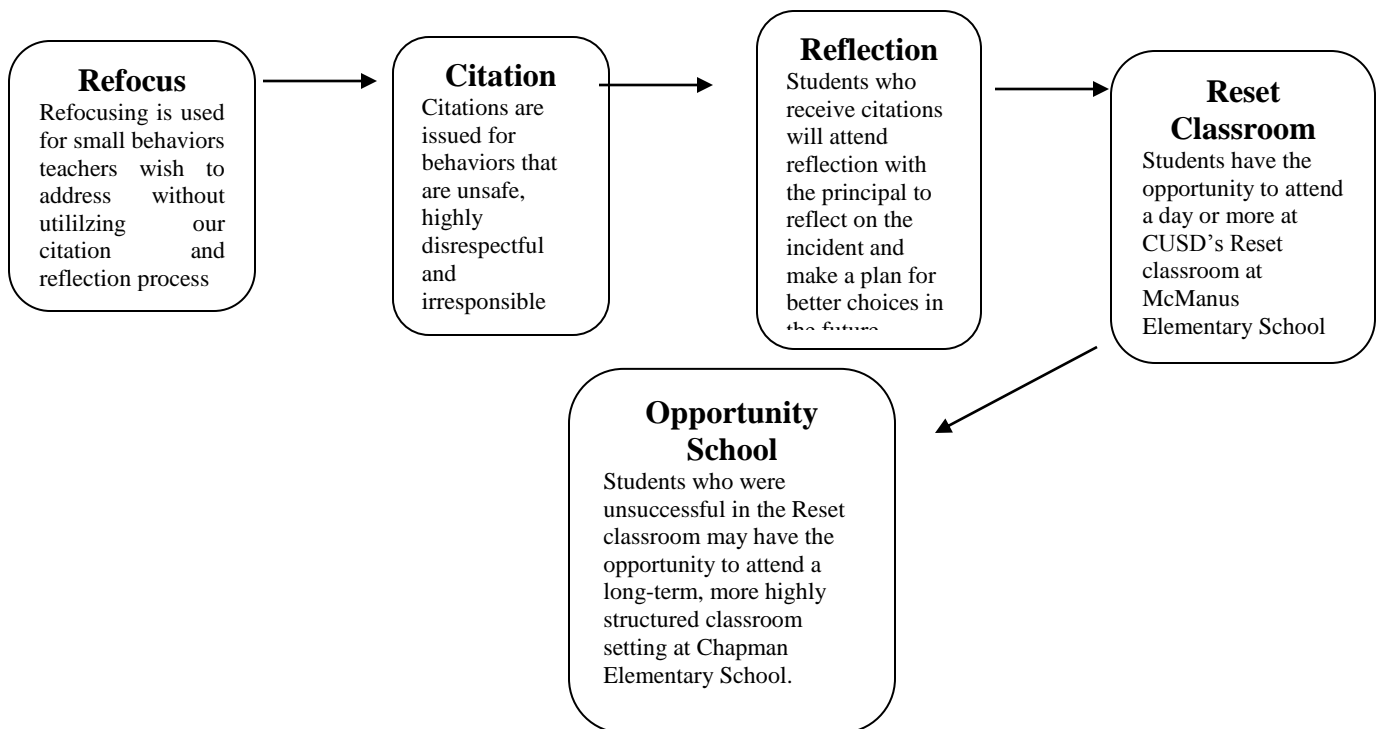 Refocus
Refocusing is used
for small behaviors
teachers wish to
address without
utililzing our
citation and
reflection process
Citation
Citations are
issued for
behaviors that
are unsafe,
highly
disrespectful
and
irresponsible
Reflection
Students who
receive citations
will attend
reflection with
the principal to
reflect on the
incident and
make a plan for
better choices in
the future
Reset
Classroom
Students have the
opportunity to attend
a day or more at
CUSD’s Reset
classroom at
McManus
Elementary School
Opportunity
School
Students who were
unsuccessful in the Reset
classroom may have the
opportunity to attend a
long-term, more highly
structured classroom
setting at Chapman
Elementary School.